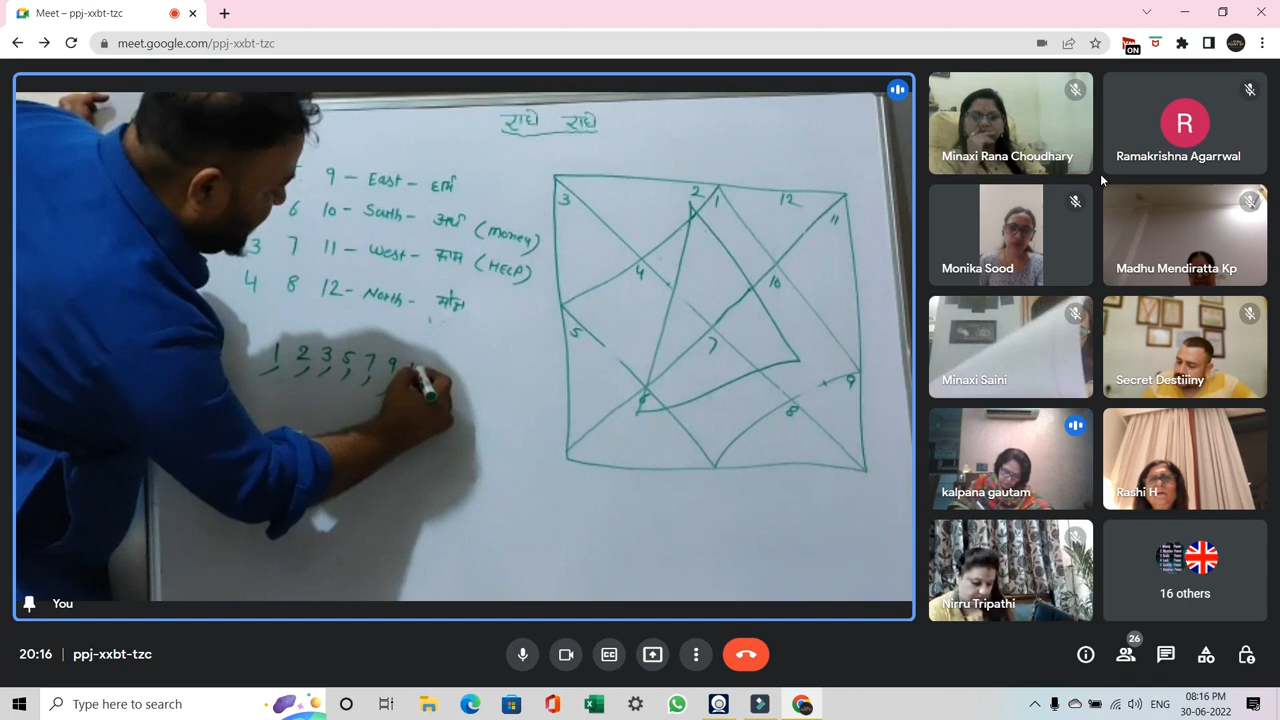 Meet – ppj-xxbt-tzc
meet.google.com/ppj-xxbt-tzc
ON
राधे राधे
9 - East - धर्म
6 10 - South - अर्थ (Money)
3 7 11 - West - काम (HELP)
4 8 12 - North - मोक्ष
1, 2, 3, 5, 7, 9
3
2
1
12
11
4
10
5
7
9
6
8
You
Minaxi Rana Choudhary
R
Ramakrishna Agarrwal
Monika Sood
Madhu Mendiratta Kp
Minaxi Saini
Secret Destiiiny
kalpana gautam
Rashi H
Nirru Tripathi
16 others
20:16 | ppj-xxbt-tzc
26
Type here to search
ENG
08:16 PM
30-06-2022